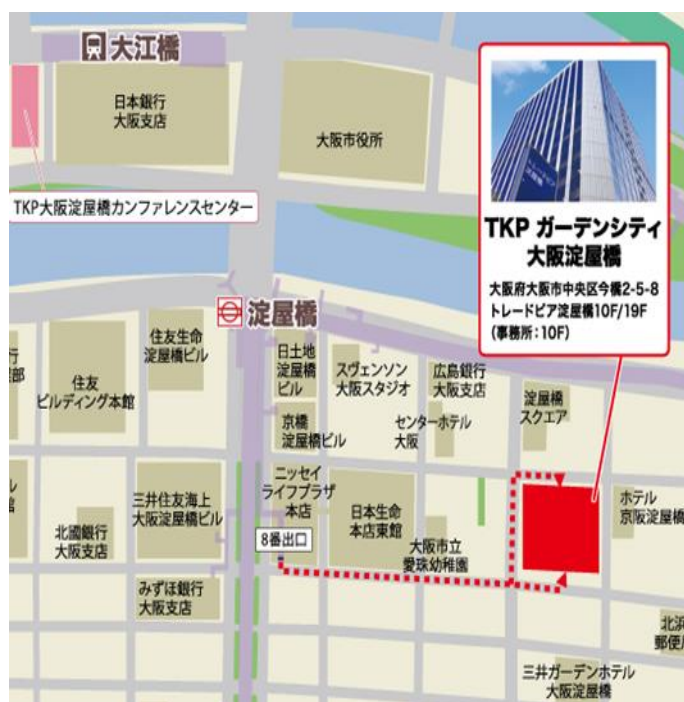 大江橋
日本銀行
大阪支店
大阪市役所
TKP大阪淀屋橋カンファレンスセンター
TKP ガーデンシティ
大阪淀屋橋
大阪府大阪市中央区今橋2-5-8
トレードピア淀屋橋10F/19F
(事務所:10F)
淀屋橋
住友生命
淀屋橋ビル
日土地
淀屋橋
ビル
スヴェンソン
大阪スタジオ
広島銀行
大阪支店
住友
ビルディング本館
淀屋橋
スクエア
京橋
淀屋橋ビル
センターホテル
大阪
三井住友海上
大阪淀屋橋ビル
ニッセイ
ライフプラザ
本店
日本生命
本店東館
ホテル
京阪淀屋橋
北國銀行
大阪支店
8番出口
大阪市立
愛珠幼稚園
みずほ銀行
大阪支店
北浜
郵便局
三井ガーデンホテル
大阪淀屋橋